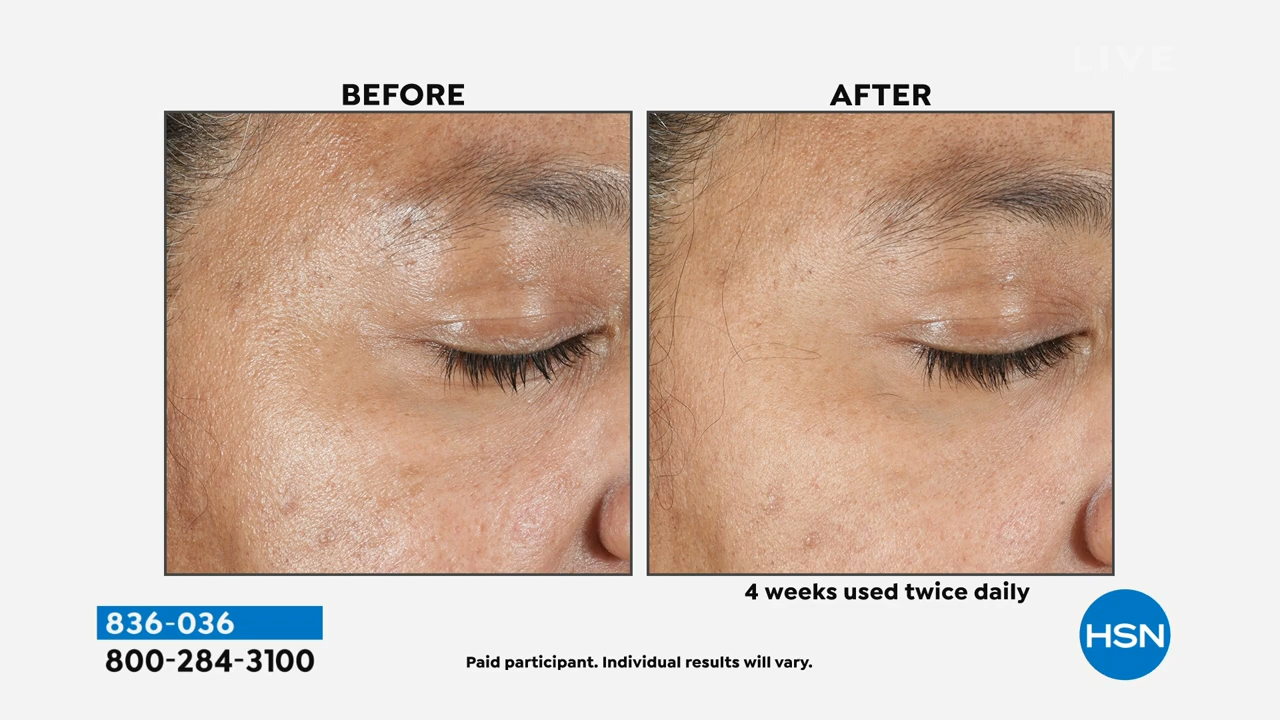 LIVE
BEFORE
AFTER
4 weeks used twice daily
836-036
800-284-3100
Paid participant. Individual results will vary.
HSN